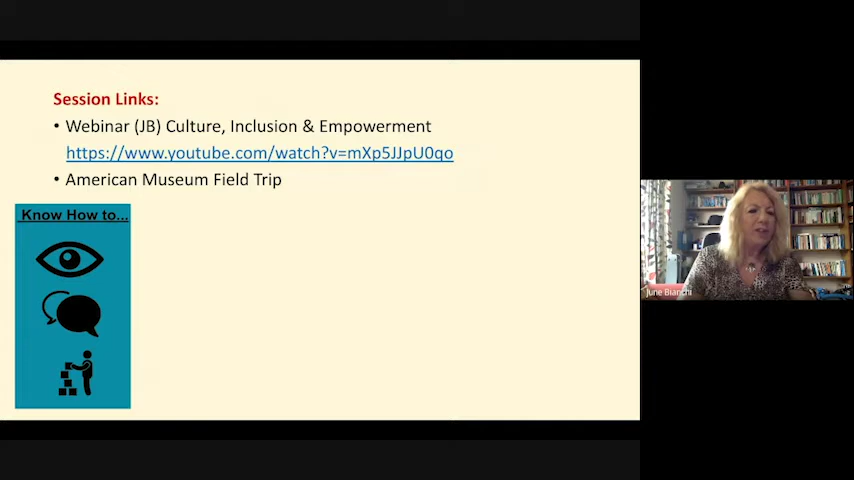 Session Links:
• Webinar (JB) Culture, Inclusion & Empowerment
https://www.youtube.com/watch?v=mXp5JJpU0qo
• American Museum Field Trip
Know How to...
June Bianchi